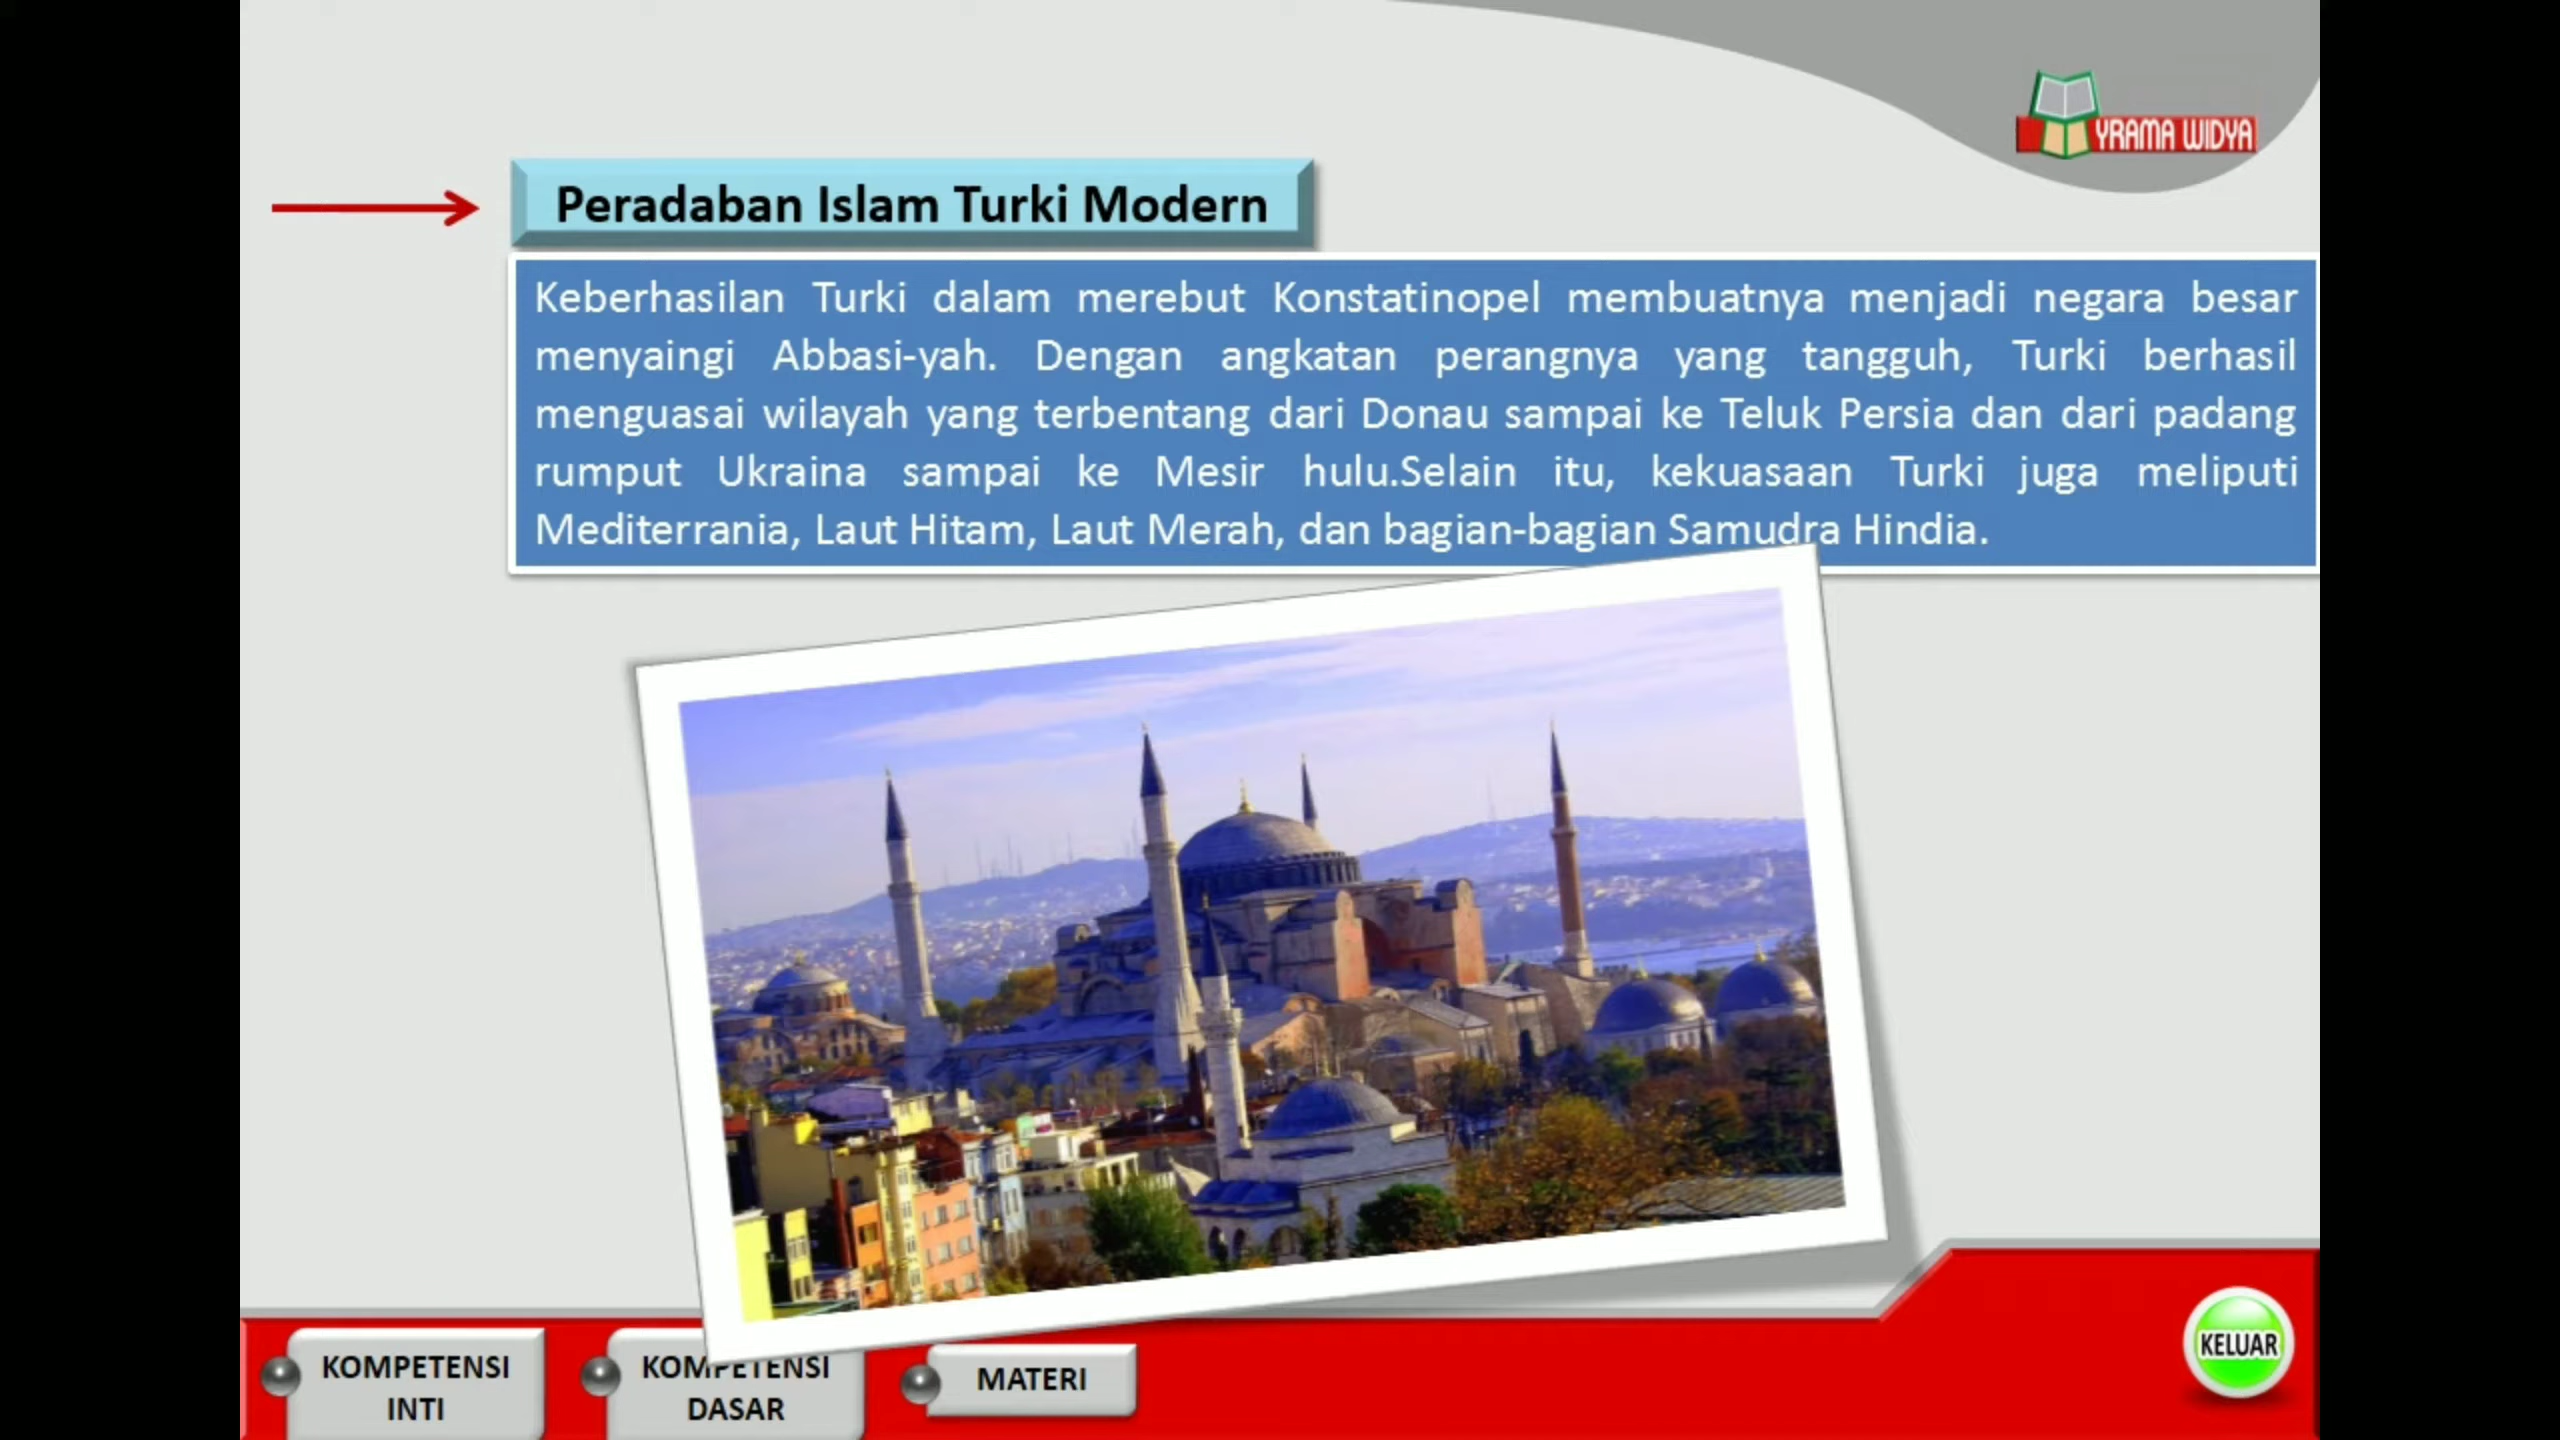 YRAMA WIDYA
Peradaban Islam Turki Modern
Keberhasilan Turki dalam merebut Konstatinopel membuatnya menjadi negara besar
menyaingi Abbasi-yah. Dengan angkatan perangnya yang tangguh, Turki berhasil
menguasai wilayah yang terbentang dari Donau sampai ke Teluk Persia dan dari padang
rumput Ukraina sampai ke Mesir hulu.Selain itu, kekuasaan Turki juga meliputi
Mediterrania, Laut Hitam, Laut Merah, dan bagian-bagian Samudra Hindia.
KOMPETENSI
INTI
KOMPETENSI
DASAR
MATERI
KELUAR